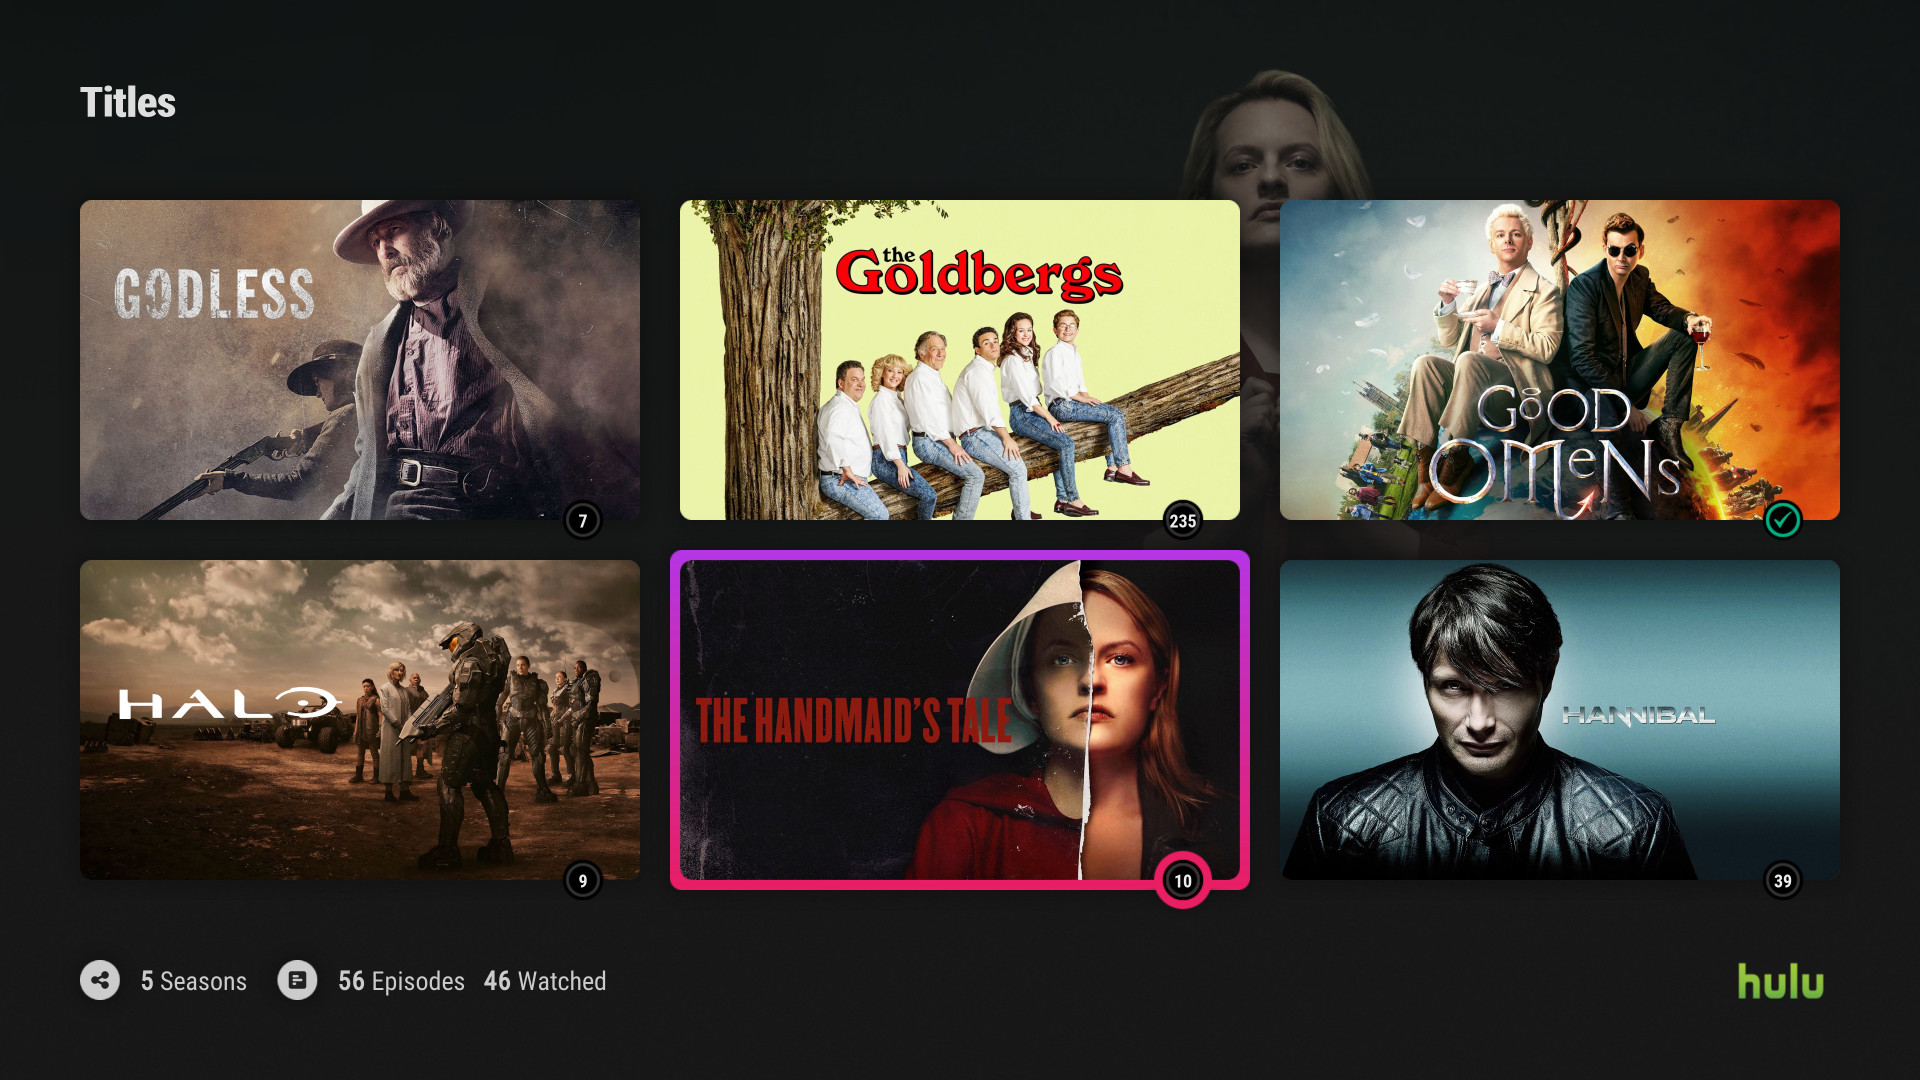 Titles
GODLESS
7
the
Goldbergs
235
GOOD
OMENS
HALO
9
THE HANDMAID'S TALE
10
HANNIBAL
39
5 Seasons
56 Episodes
46 Watched
hulu